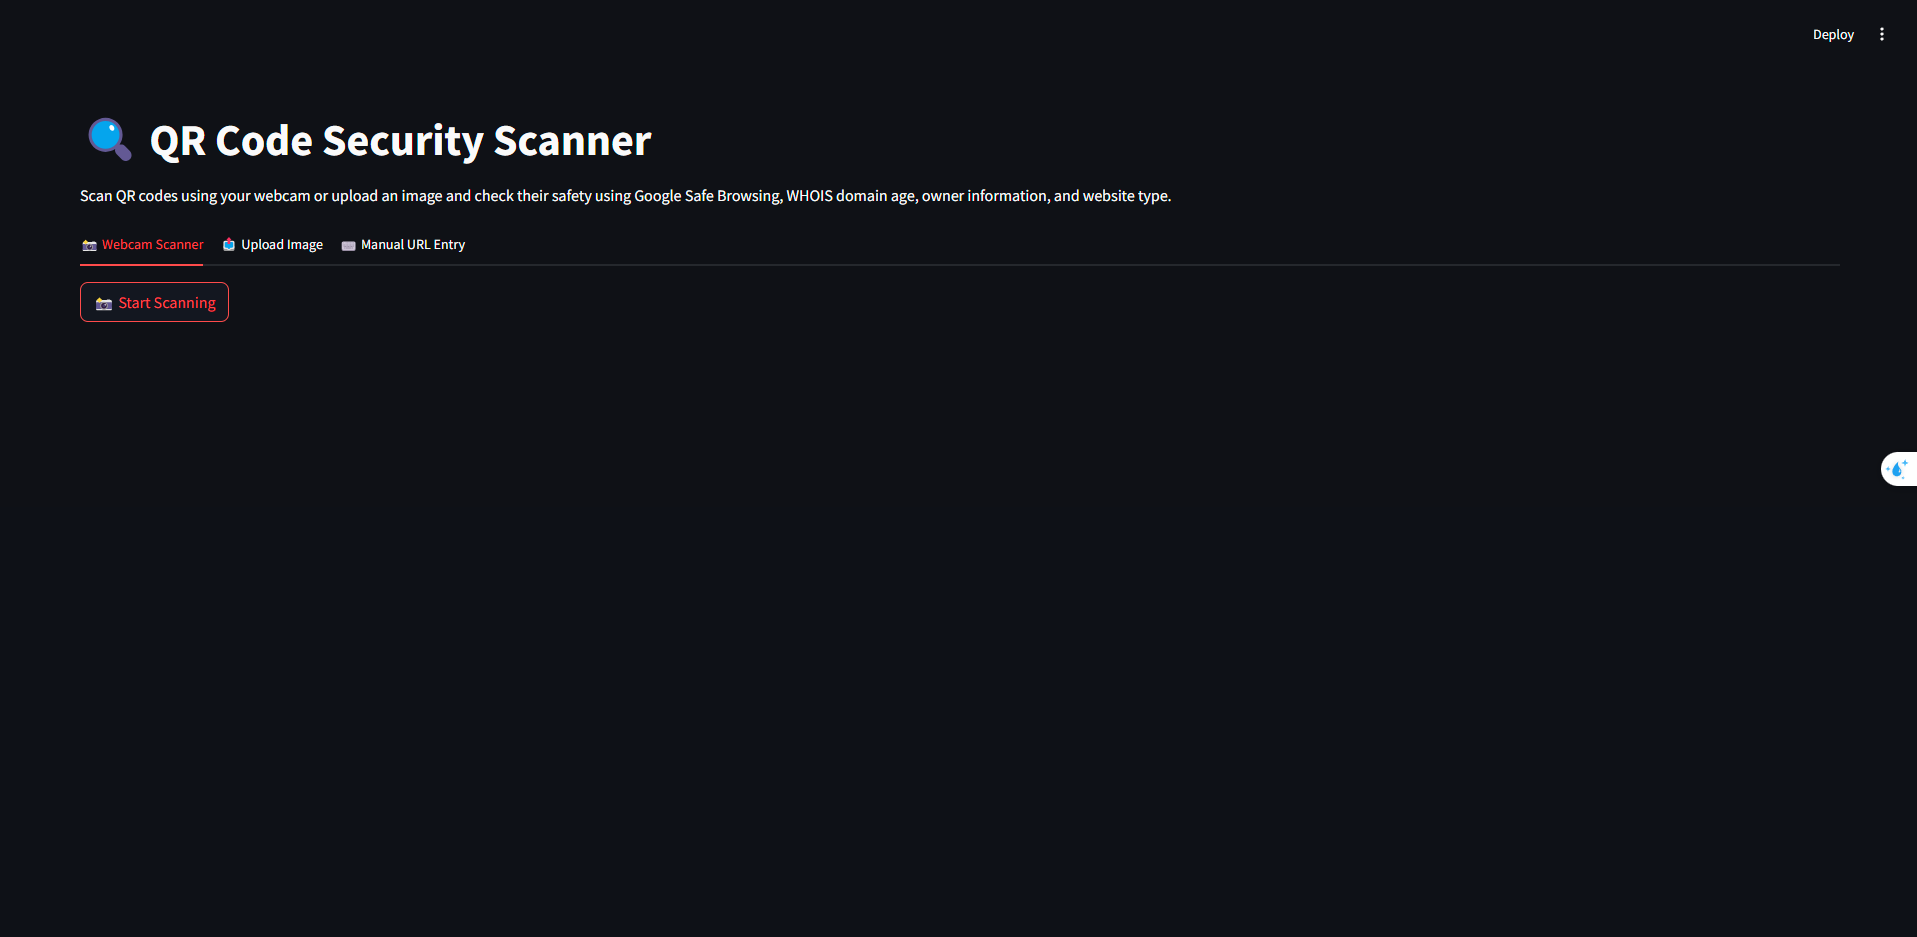 Deploy
QR Code Security Scanner
Scan QR codes using your webcam or upload an image and check their safety using Google Safe Browsing, WHOIS domain age, owner information, and website type.
Webcam Scanner
Upload Image
Manual URL Entry
Start Scanning